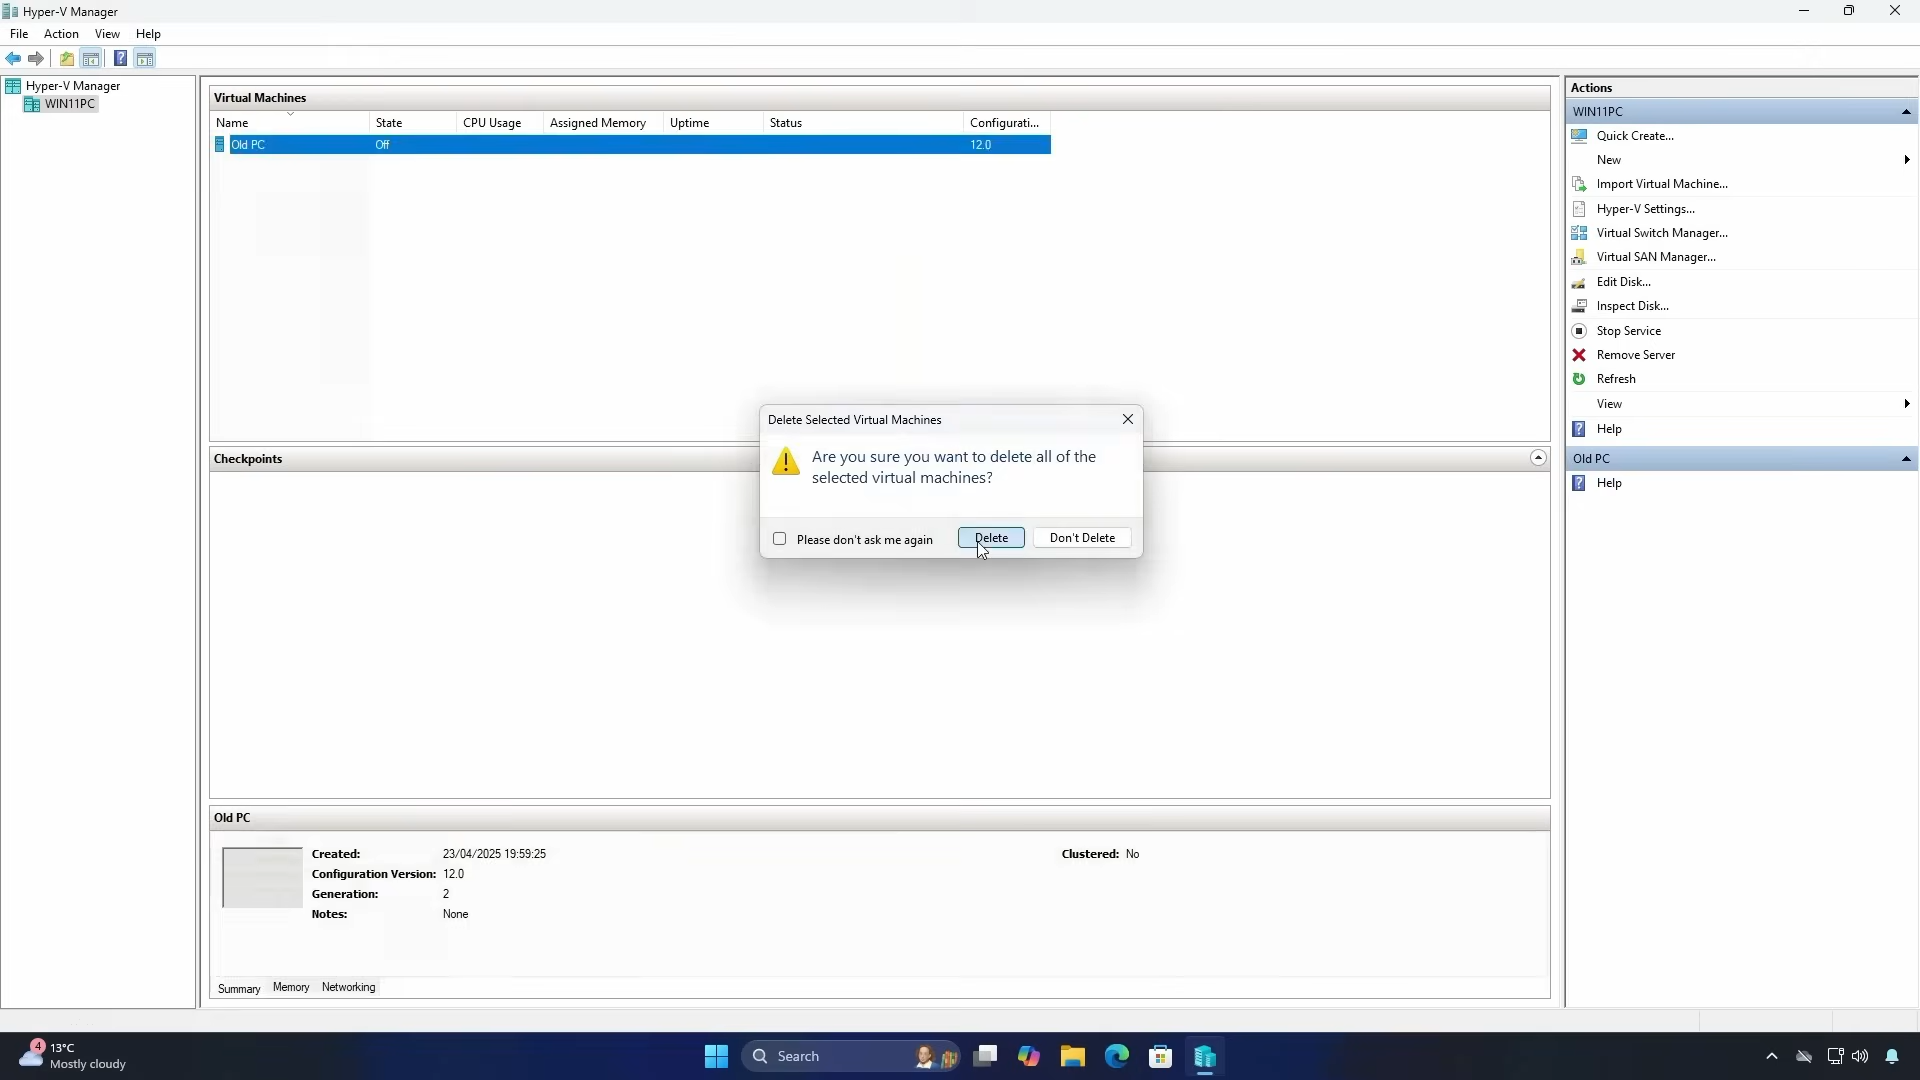 Hyper-V Manager
File Action View Help
Hyper-V Manager
WIN11PC
Virtual Machines
Name State CPU Usage Assigned Memory Uptime Status Configurati...
Old PC Off 12.0
Delete Selected Virtual Machines
Are you sure you want to delete all of the
selected virtual machines?
Please don't ask me again Delete Don't Delete
Checkpoints
Old PC
Created: 23/04/2025 19:59:25 Clustered: No
Configuration Version: 12.0
Generation: 2
Notes: None
Summary Memory Networking
Actions
WIN11PC
Quick Create...
New
Import Virtual Machine...
Hyper-V Settings...
Virtual Switch Manager...
Virtual SAN Manager...
Edit Disk...
Inspect Disk...
Stop Service
Remove Server
Refresh
View
Help
Old PC
Help
4
13°C
Mostly cloudy
Search